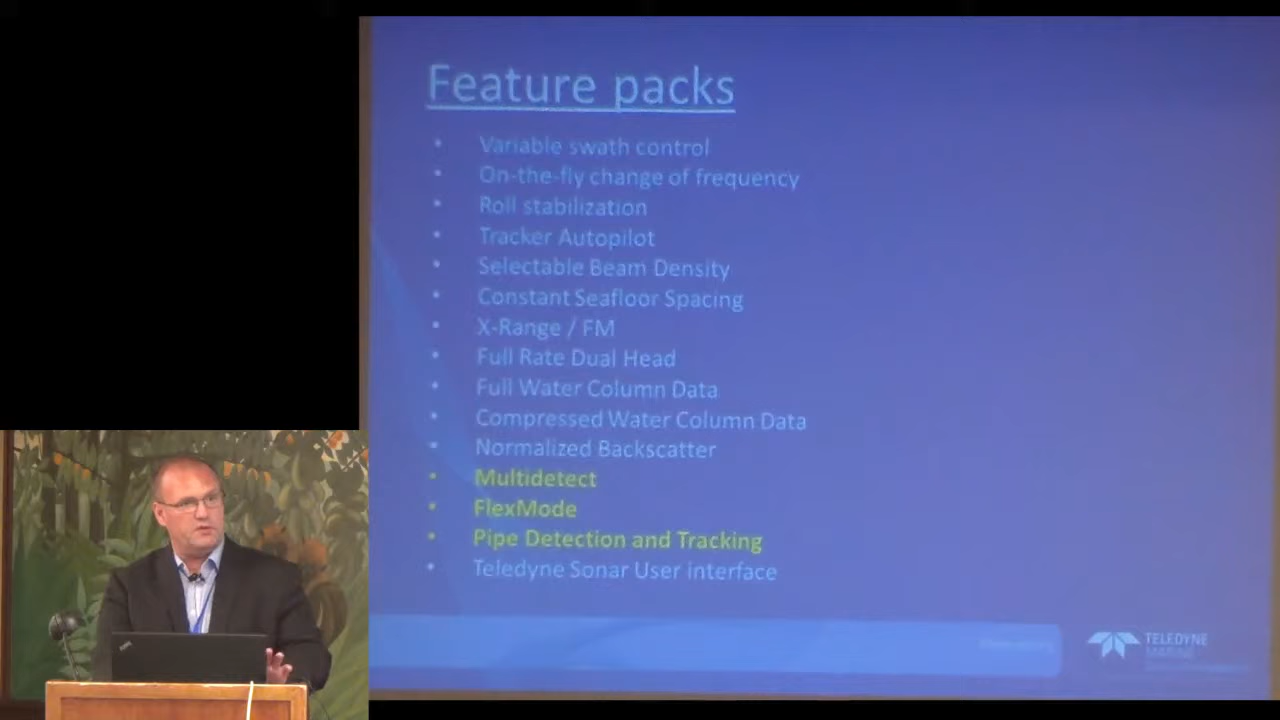 Feature packs
• Variable swath control
• On-the-fly change of frequency
• Roll stabilization
• Tracker Autopilot
• Selectable Beam Density
• Constant Seafloor Spacing
• X-Range / FM
• Full Rate Dual Head
• Full Water Column Data
• Compressed Water Column Data
• Normalized Backscatter
• Multidetect
• FlexMode
• Pipe Detection and Tracking
• Teledyne Sonar User interface
TELEDYNE
MARINE